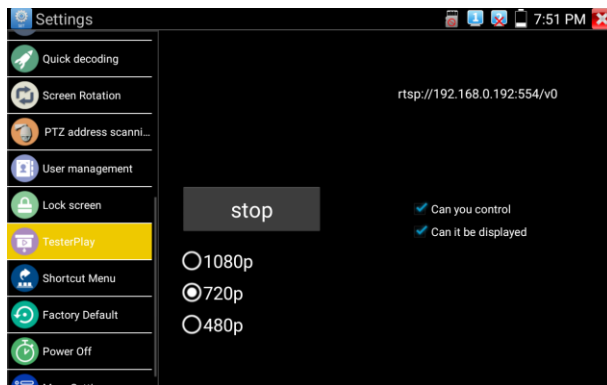 Settings
7:51 PM
Quick decoding
Screen Rotation
PTZ address scanni...
User management
Lock screen
TesterPlay
Shortcut Menu
Factory Default
Power Off
rtsp://192.168.0.192:554/v0
stop
Can you control
Can it be displayed
1080p
720p
480p